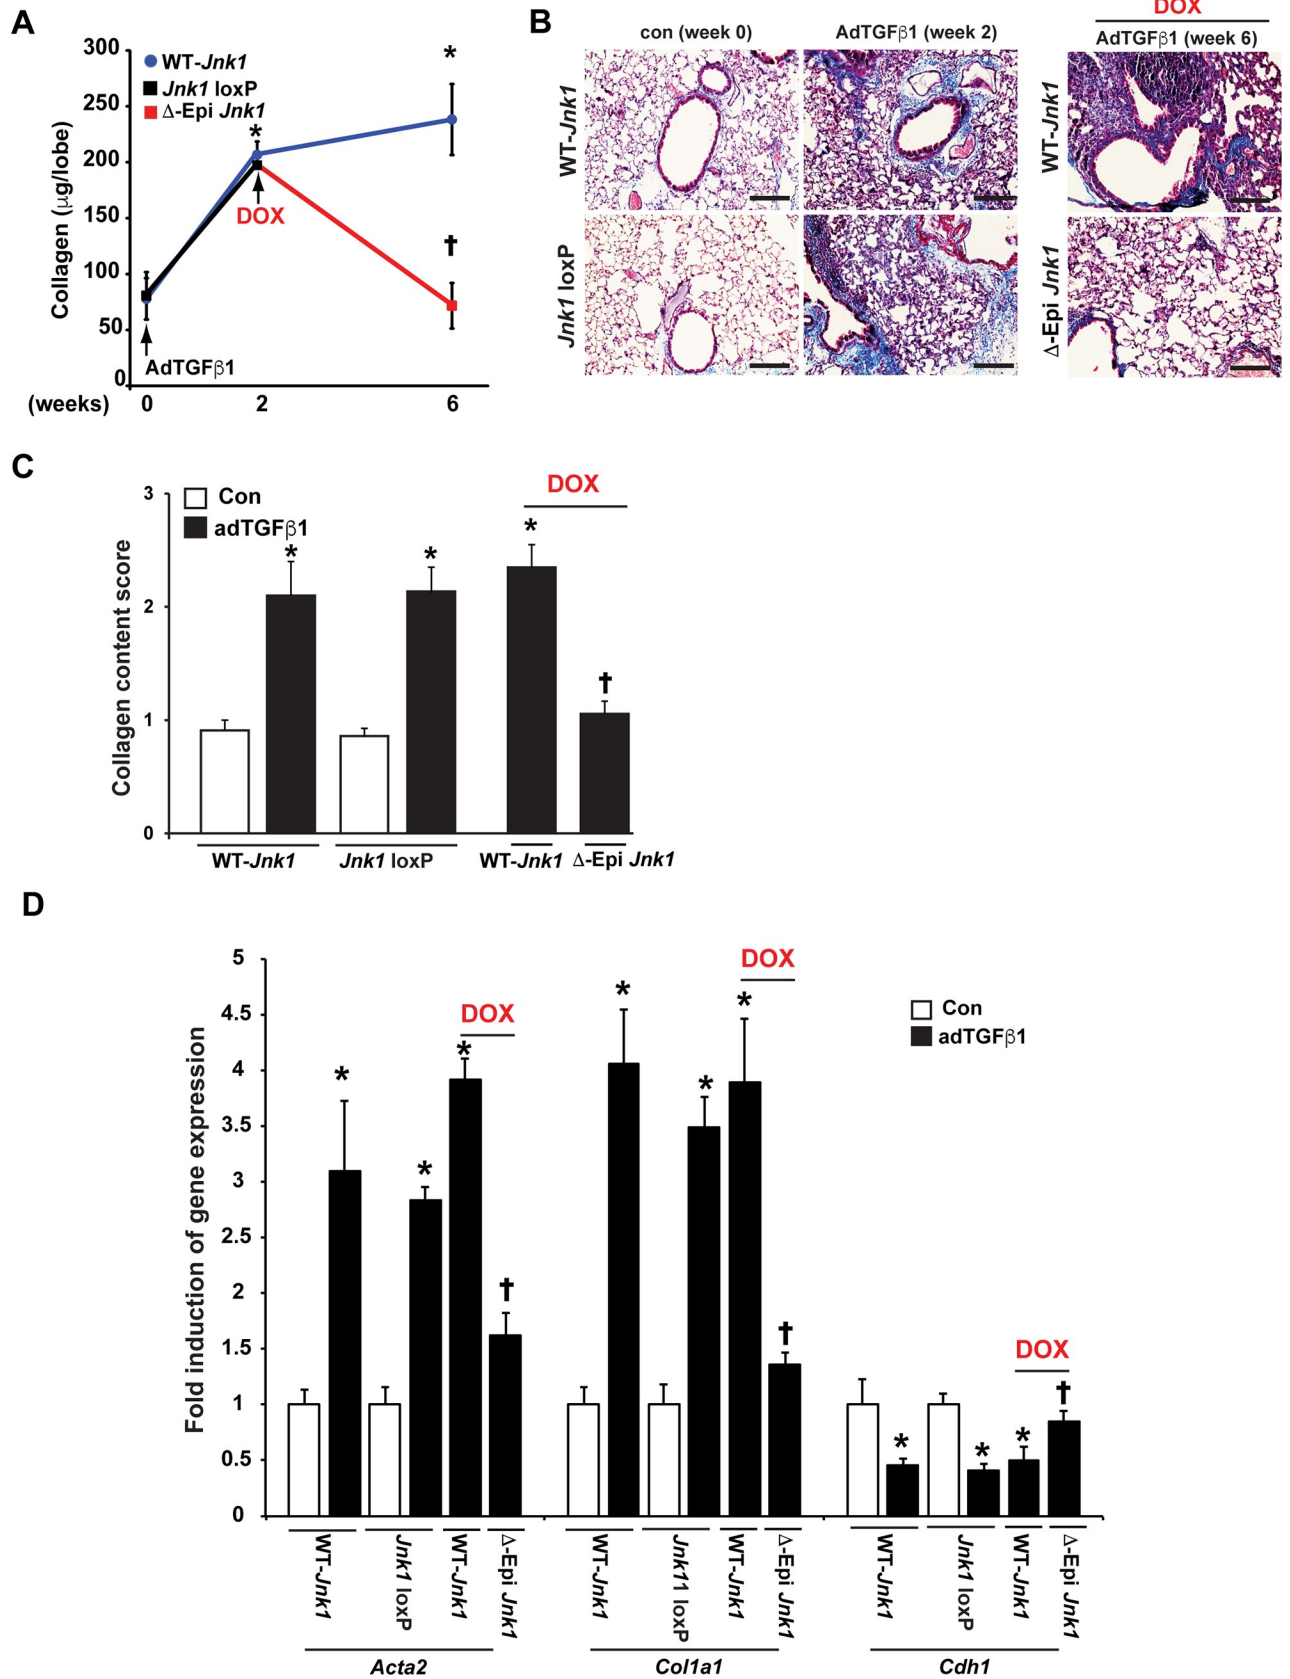 A
Collagen (μg/lobe)
300
250
200
150
100
50
0
WT-Jnk1
Jnk1 loxP
Δ-Epi Jnk1
*
*
†
DOX
AdTGFβ1
(weeks)
0
2
6
B
con (week 0)
AdTGFβ1 (week 2)
DOX
AdTGFβ1 (week 6)
WT-Jnk1
Jnk1 loxP
WT-Jnk1
Δ-Epi Jnk1
C
Collagen content score
3
2
1
0
Con
adTGFβ1
DOX
*
*
*
†
WT-Jnk1
Jnk1 loxP
WT-Jnk1
Δ-Epi Jnk1
D
Fold induction of gene expression
5
4.5
4
3.5
3
2.5
2
1.5
1
0.5
0
Con
adTGFβ1
DOX
*
*
*
†
DOX
*
*
*
†
DOX
*
*
*
†
WT-Jnk1
Jnk1 loxP
WT-Jnk1
Δ-Epi Jnk1
WT-Jnk1
Jnk11 loxP
WT-Jnk1
Δ-Epi Jnk1
WT-Jnk1
Jnk1 loxP
WT-Jnk1
Δ-Epi Jnk1
Acta2
Col1a1
Cdh1